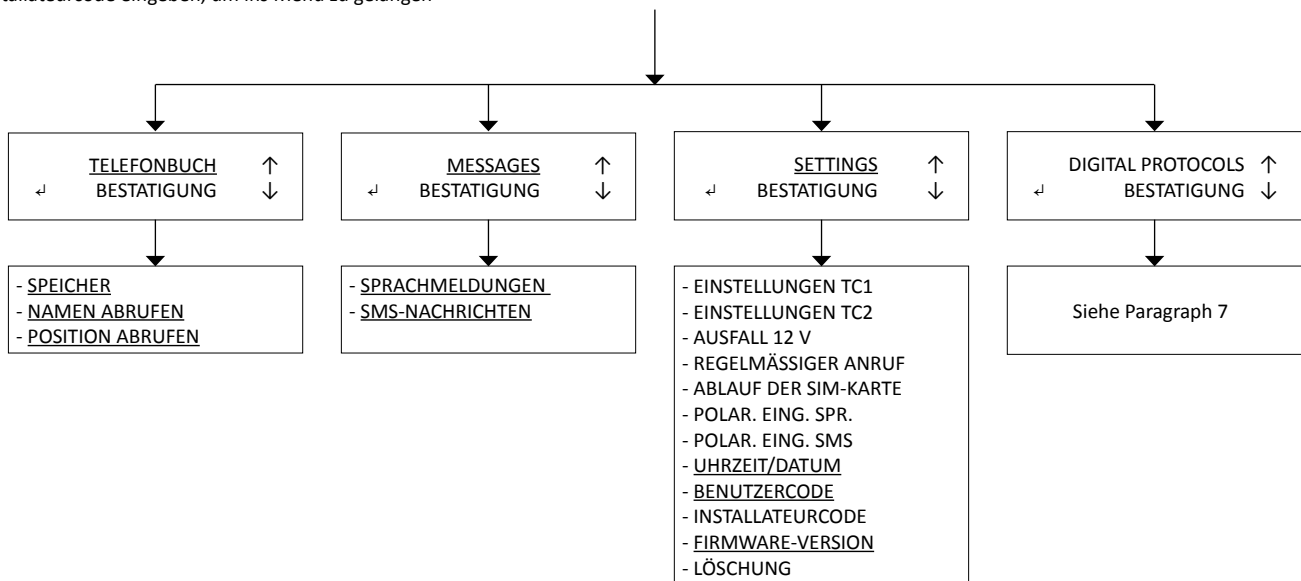 eingeben, um ins Menü zu gelangen
TELEFONBUCH ↑
↲ BESTATIGUNG ↓
- SPEICHER
- NAMEN ABRUFEN
- POSITION ABRUFEN
MESSAGES ↑
↲ BESTATIGUNG ↓
- SPRACHMELDUNGEN
- SMS-NACHRICHTEN
SETTINGS ↑
↲ BESTATIGUNG ↓
- EINSTELLUNGEN TC1
- EINSTELLUNGEN TC2
- AUSFALL 12 V
- REGELMÄSSIGER ANRUF
- ABLAUF DER SIM-KARTE
- POLAR. EING. SPR.
- POLAR. EING. SMS
- UHRZEIT/DATUM
- BENUTZERCODE
- INSTALLATEURCODE
- FIRMWARE-VERSION
- LÖSCHUNG
DIGITAL PROTOCOLS ↑
↲ BESTATIGUNG ↓
Siehe Paragraph 7